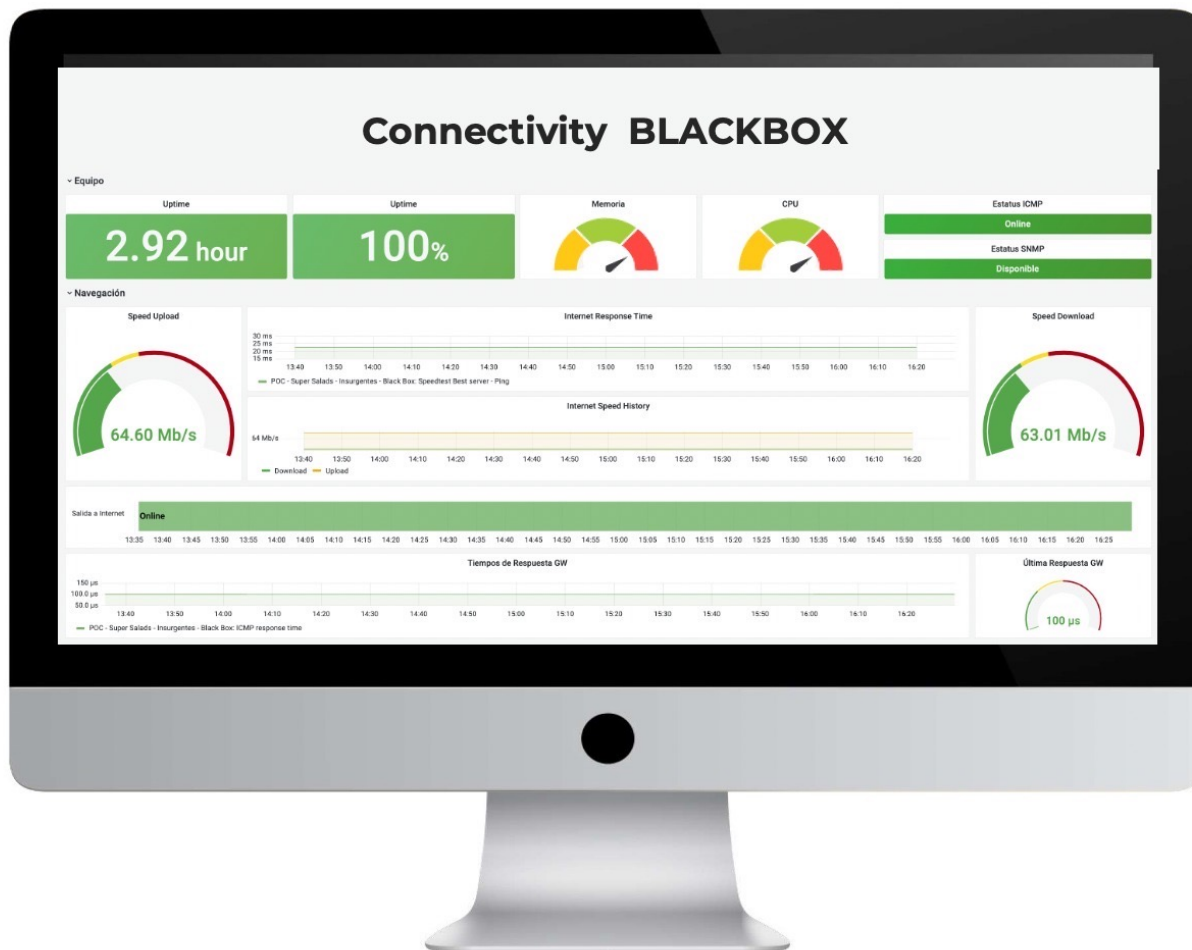 Connectivity BLACKBOX
Equipo
Uptime
2.92 hour
Uptime
100%
Memoria
CPU
Estatus ICMP
Online
Estatus SNMP
Disponible
Navegación
Speed Upload
64.60 Mb/s
Internet Response Time
30 ms
25 ms
20 ms
15 ms
13:40 13:50 14:00 14:10 14:20 14:30 14:40 14:50 15:00 15:10 15:20 15:30 15:40 15:50 16:00 16:10 16:20
POC - Super Salads - Insurgentes - Black Box: Speedtest Best server - Ping
Internet Speed History
64 Mb/s
13:40 13:50 14:00 14:10 14:20 14:30 14:40 14:50 15:00 15:10 15:20 15:30 15:40 15:50 16:00 16:10 16:20
Download Upload
Speed Download
63.01 Mb/s
Salida a Internet
Online
13:35 13:40 13:45 13:50 13:55 14:00 14:05 14:10 14:15 14:20 14:25 14:30 14:35 14:40 14:45 14:50 14:55 15:00 15:05 15:10 15:15 15:20 15:25 15:30 15:35 15:40 15:45 15:50 15:55 16:00 16:05 16:10 16:15 16:20 16:25
Tiempos de Respuesta GW
150 µs
100.0 µs
50.0 µs
13:40 13:50 14:00 14:10 14:20 14:30 14:40 14:50 15:00 15:10 15:20 15:30 15:40 15:50 16:00 16:10 16:20
POC - Super Salads - Insurgentes - Black Box: ICMP response time
Última Respuesta GW
100 µs